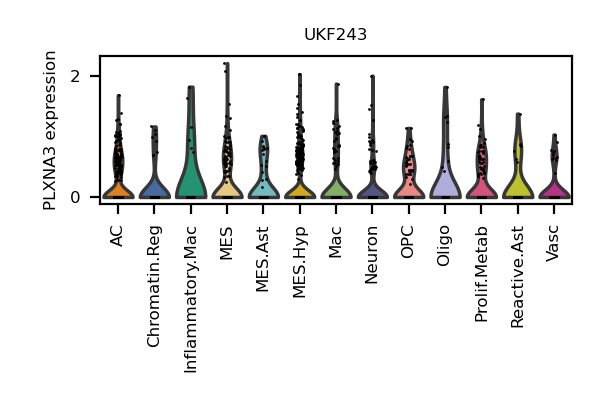 UKF243
PLXNA3 expression
2
0
AC
Chromatin.Reg
Inflammatory.Mac
MES
MES.Ast
MES.Hyp
Mac
Neuron
OPC
Oligo
Prolif.Metab
Reactive.Ast
Vasc